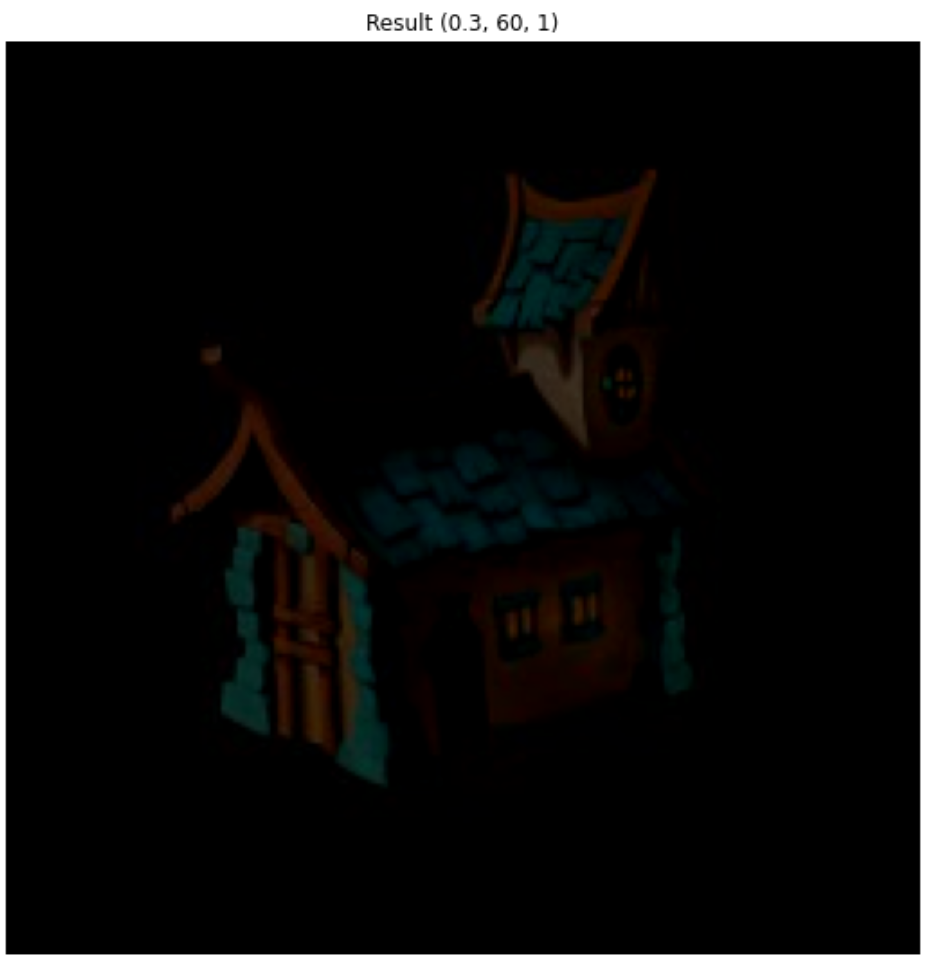 Result (0.3, 60, 1)